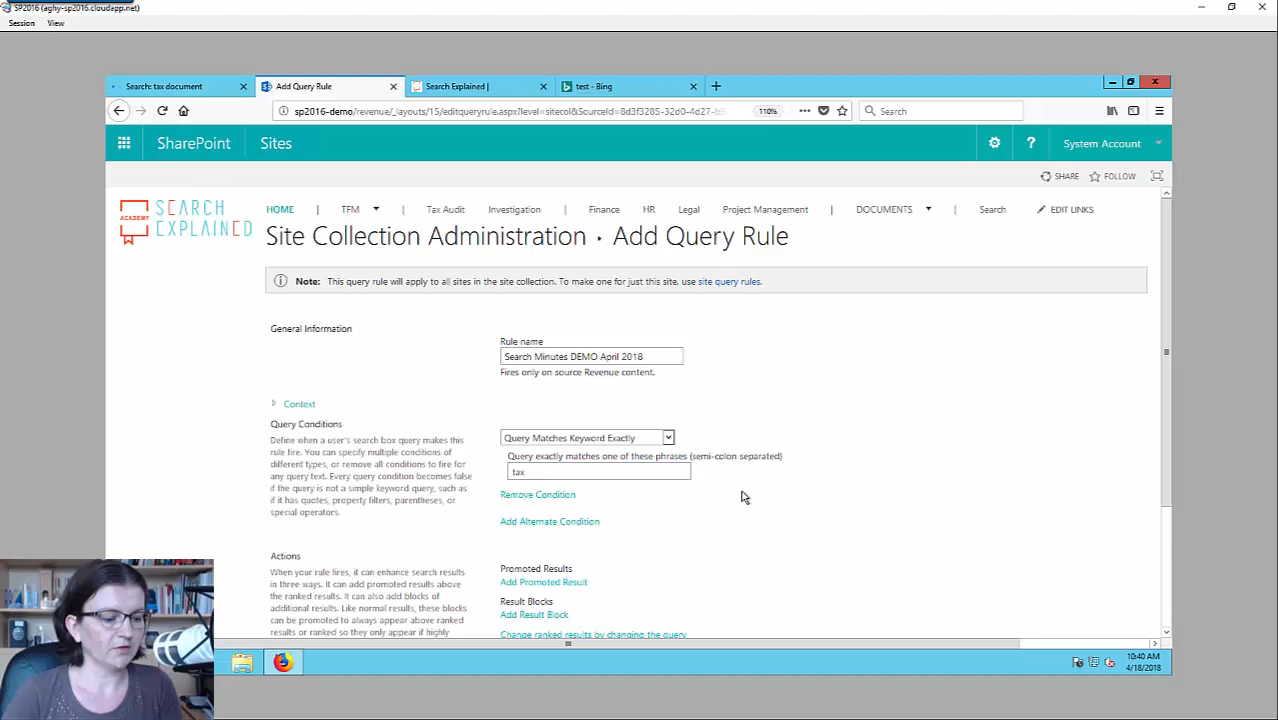 SP2016 (aghy-sp2016.cloudapp.net)
Session View
Search: tax document
Add Query Rule
Search Explained |
test - Bing
sp2016-demo/revenue/_layouts/15/editqueryrule.aspx?level=sitecol&SourceId=8d3f3285-32d0-4d27-b9
110%
Search
SharePoint
Sites
System Account
SHARE
FOLLOW
ACADEMY
SEARCH
EXPLAINED
HOME | TFM | Tax Audit Investigation | Finance HR Legal Project Management | DOCUMENTS | Search EDIT LINKS
Site Collection Administration · Add Query Rule
Note: This query rule will apply to all sites in the site collection. To make one for just this site, use site query rules.
General Information
Rule name
Search Minutes DEMO April 2018
Fires only on source Revenue content.
Context
Query Conditions
Define when a user's search box query makes this
rule fire. You can specify multiple conditions of
different types, or remove all conditions to fire for
any query text. Every query condition becomes false
if the query is not a simple keyword query, such as
if it has quotes, property filters, parentheses, or
special operators.
Query Matches Keyword Exactly
Query exactly matches one of these phrases (semi-colon separated)
tax
Remove Condition
Add Alternate Condition
Actions
When your rule fires, it can enhance search results
in three ways. It can add promoted results above
the ranked results. It can also add blocks of
additional results. Like normal results, these blocks
can be promoted to always appear above ranked
results or ranked so they only appear if highly
Promoted Results
Add Promoted Result
Result Blocks
Add Result Block
Change ranked results by changing the query
10:40 AM
4/18/2018